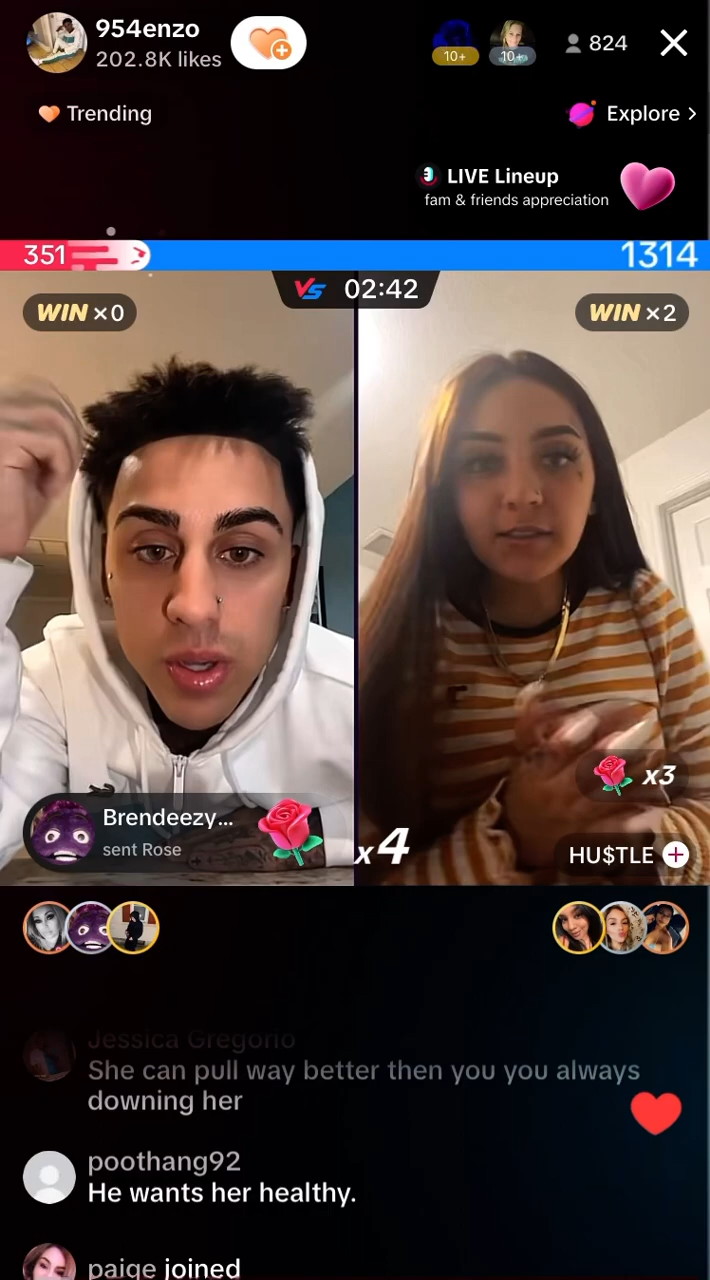 954enzo
202.8K likes
10+
10+
824
Trending
Explore >
LIVE Lineup
fam & friends appreciation
351
1314
VS 02:42
WIN ×0
WIN ×2
x3
Brendeezy...
sent Rose
x4
HU$TLE
Jessica Gregorio
She can pull way better then you you always
downing her
poothang92
He wants her healthy.
paige joined